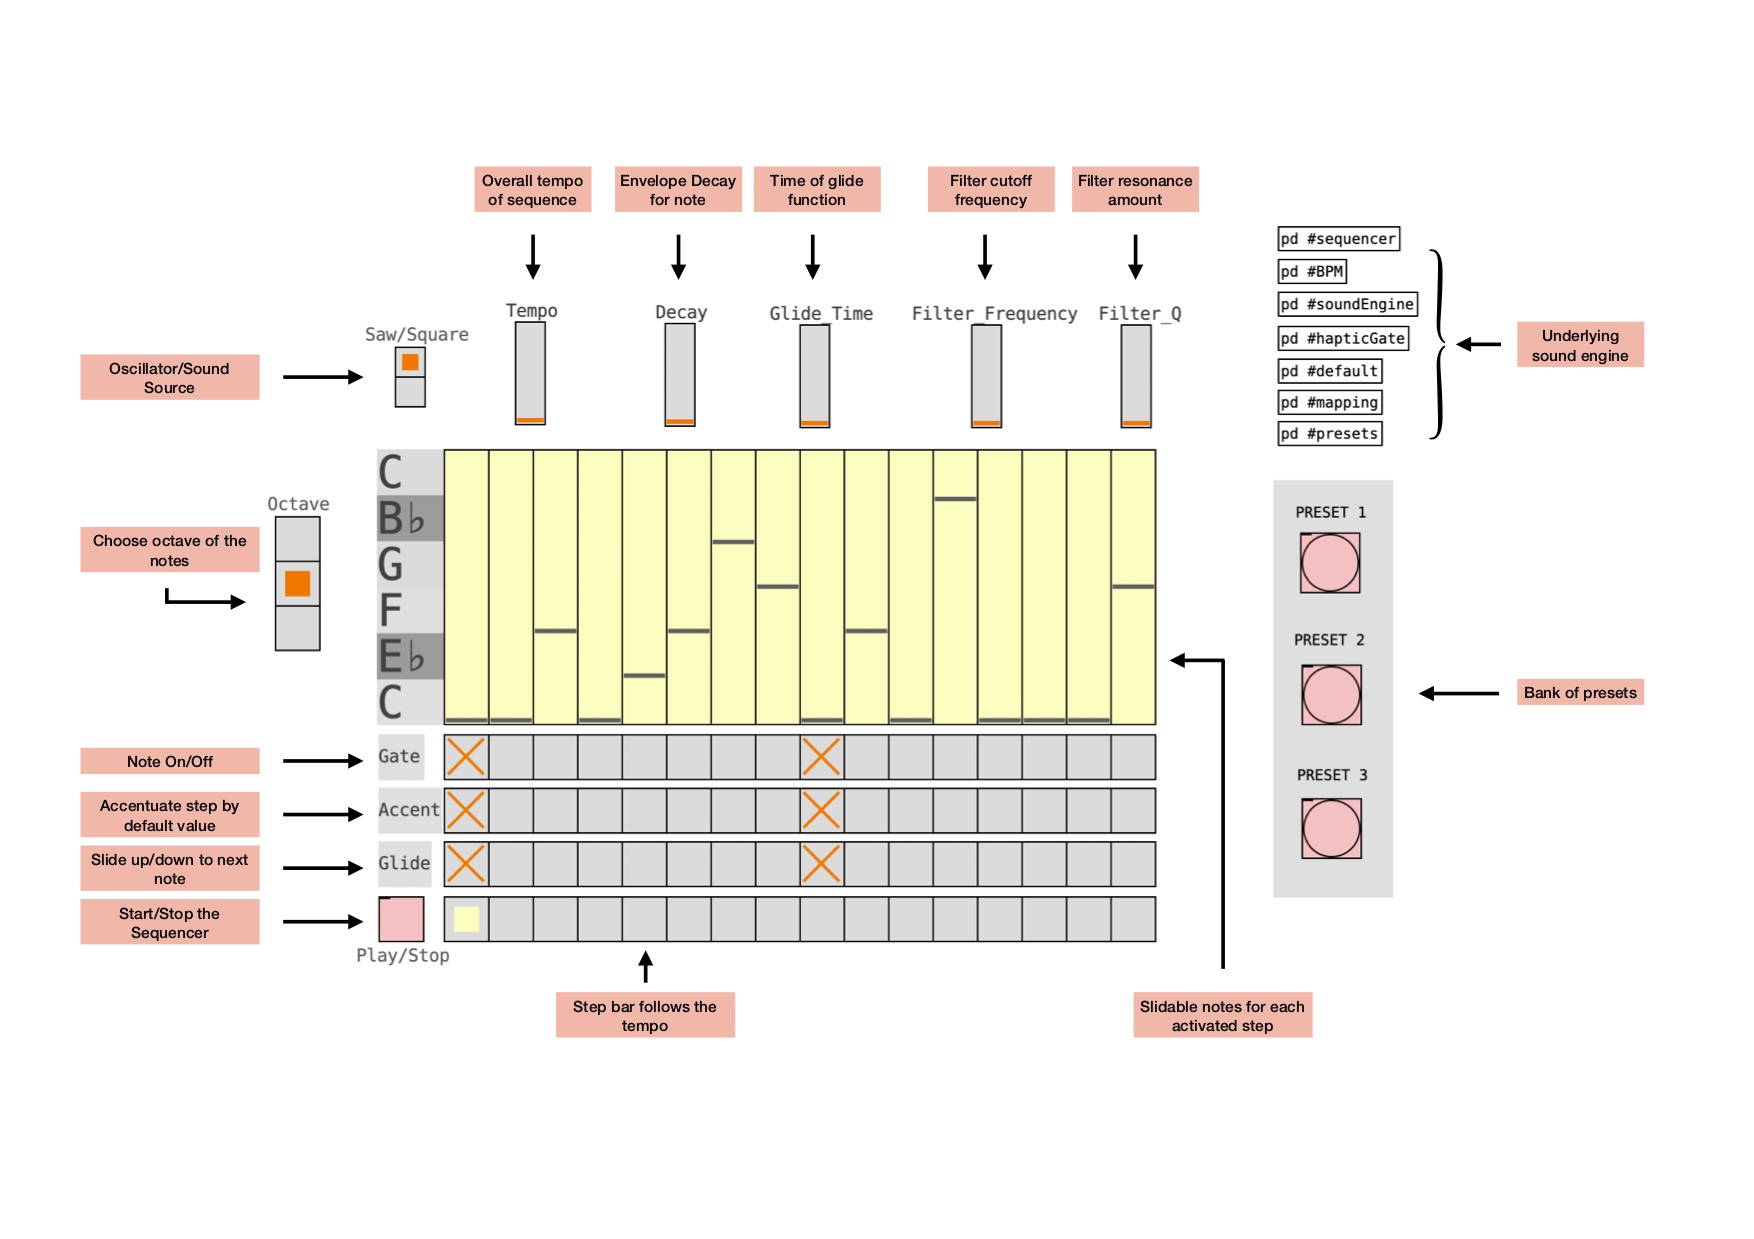 Overall tempo
of sequence
Envelope Decay
for note
Time of glide
function
Filter cutoff
frequency
Filter resonance
amount
pd #sequencer
pd #BPM
pd #soundEngine
pd #hapticGate
pd #default
pd #mapping
pd #presets
Underlying
sound engine
Tempo
Decay
Glide_Time
Filter_Frequency
Filter_Q
Saw/Square
Oscillator/Sound
Source
Octave
Choose octave of the
notes
C
B♭
G
F
E♭
C
PRESET 1
PRESET 2
PRESET 3
Bank of presets
Note On/Off
Gate
Accentuate step by
default value
Accent
Slide up/down to next
note
Glide
Start/Stop the
Sequencer
Play/Stop
Step bar follows the
tempo
Slidable notes for each
activated step